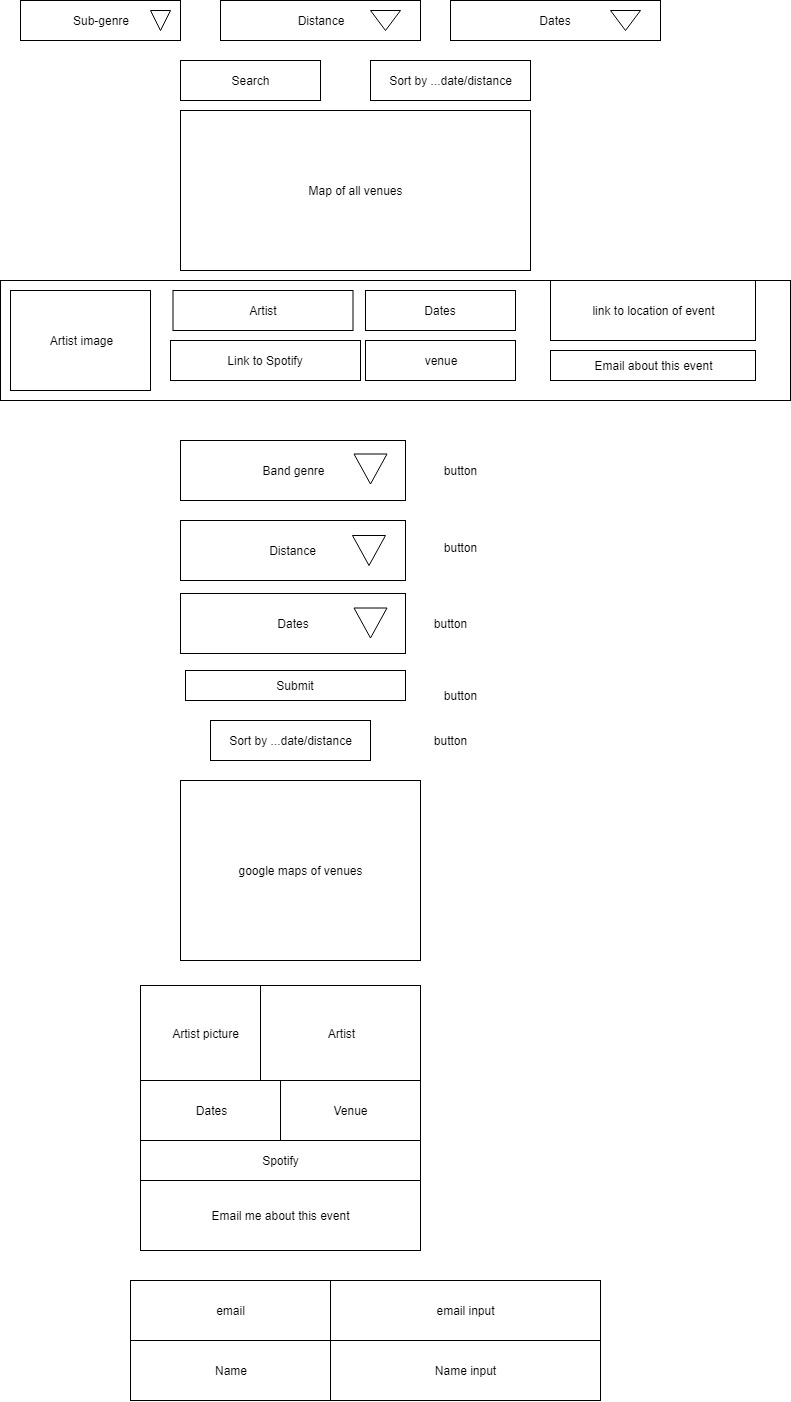 Sub-genre
Distance
Dates
Search
Sort by ...date/distance
Map of all venues
Artist image
Artist
Dates
link to location of event
Link to Spotify
venue
Email about this event
Band genre
button
Distance
button
Dates
button
Submit
button
Sort by ...date/distance
button
google maps of venues
Artist picture
Artist
Dates
Venue
Spotify
Email me about this event
email
email input
Name
Name input